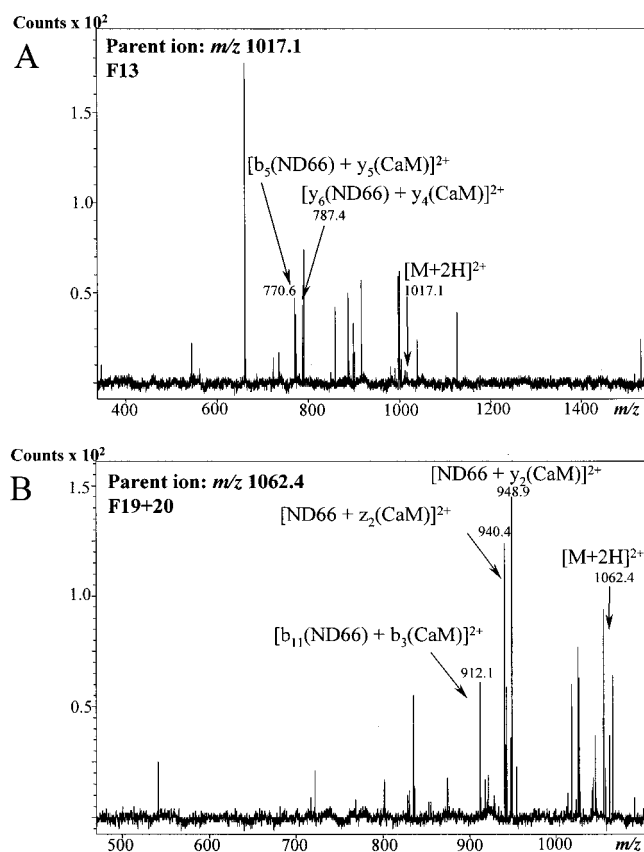 Counts x 10²
A
Parent ion: m/z 1017.1
F13
1.5
1.0
0.5
[b₅(ND66) + y₅(CaM)]²⁺
[y₆(ND66) + y₄(CaM)]²⁺
787.4
[M+2H]²⁺
770.6
1017.1
400 600 800 1000 1200 1400 m/z
Counts x 10²
B
Parent ion: m/z 1062.4
F19+20
1.5
1.0
0.5
[ND66 + y₂(CaM)]²⁺
948.9
[ND66 + z₂(CaM)]²⁺
940.4
[M+2H]²⁺
1062.4
[b₁₁(ND66) + b₃(CaM)]²⁺
912.1
500 600 700 800 900 1000 m/z